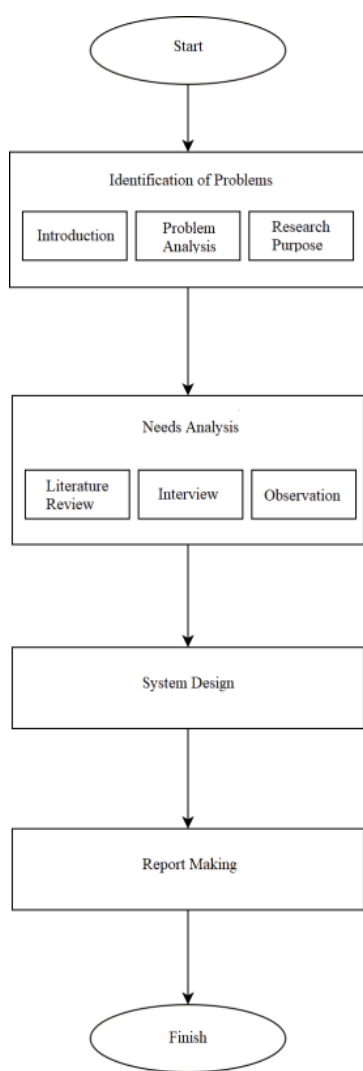 Start
Identification of Problems
Introduction
Problem
Analysis
Research
Purpose
Needs Analysis
Literature
Review
Interview
Observation
System Design
Report Making
Finish